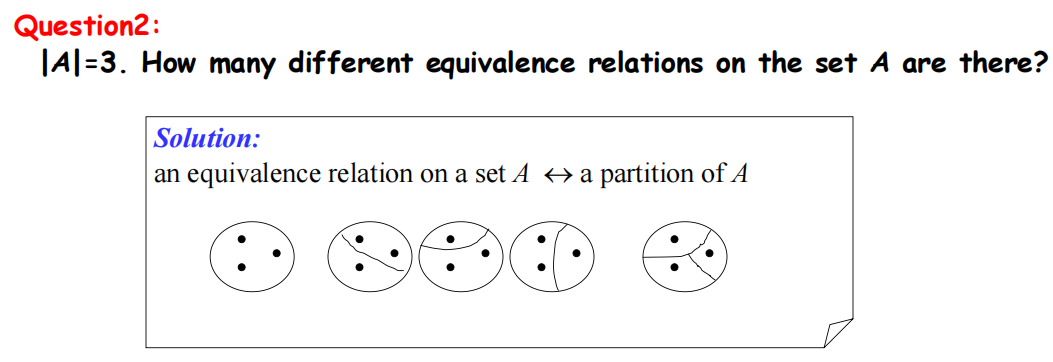 Question2:
|A|=3. How many different equivalence relations on the set A are there?
Solution:
an equivalence relation on a set A ↔ a partition of A